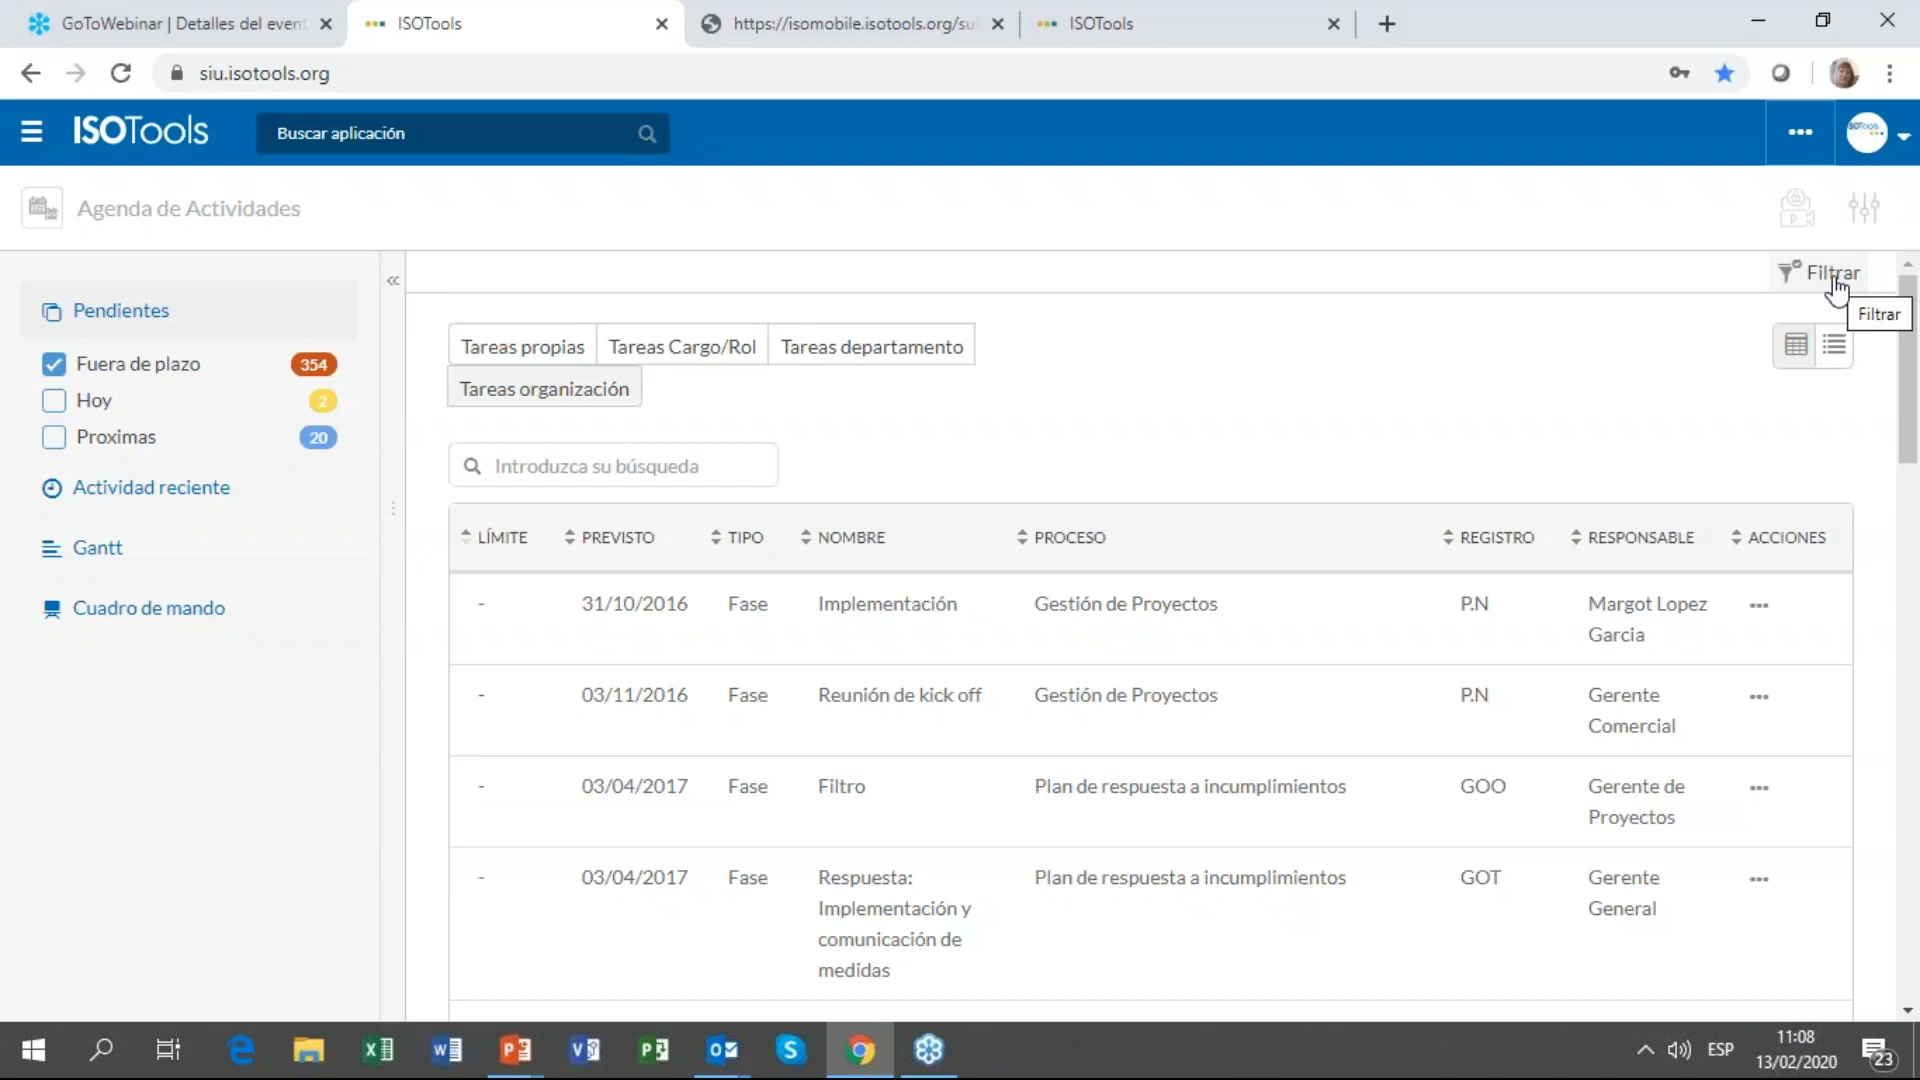 GoToWebinar | Detalles del event
ISOTools
https://isomobile.isotools.org/sui
ISOTools
siu.isotools.org
ISOTools
Buscar aplicación
Agenda de Actividades
Filtrar
Filtrar
Pendientes
Fuera de plazo 354
Hoy 2
Proximas 20
Actividad reciente
Gantt
Cuadro de mando
Tareas propias Tareas Cargo/Rol Tareas departamento
Tareas organización
Introduzca su búsqueda
LÍMITE PREVISTO TIPO NOMBRE PROCESO REGISTRO RESPONSABLE ACCIONES
- 31/10/2016 Fase Implementación Gestión de Proyectos P.N Margot Lopez
Garcia
- 03/11/2016 Fase Reunión de kick off Gestión de Proyectos P.N Gerente
Comercial
- 03/04/2017 Fase Filtro Plan de respuesta a incumplimientos GOO Gerente de
Proyectos
- 03/04/2017 Fase Respuesta: Plan de respuesta a incumplimientos GOT Gerente
Implementación y General
comunicación de
medidas
ESP
11:08
13/02/2020
23